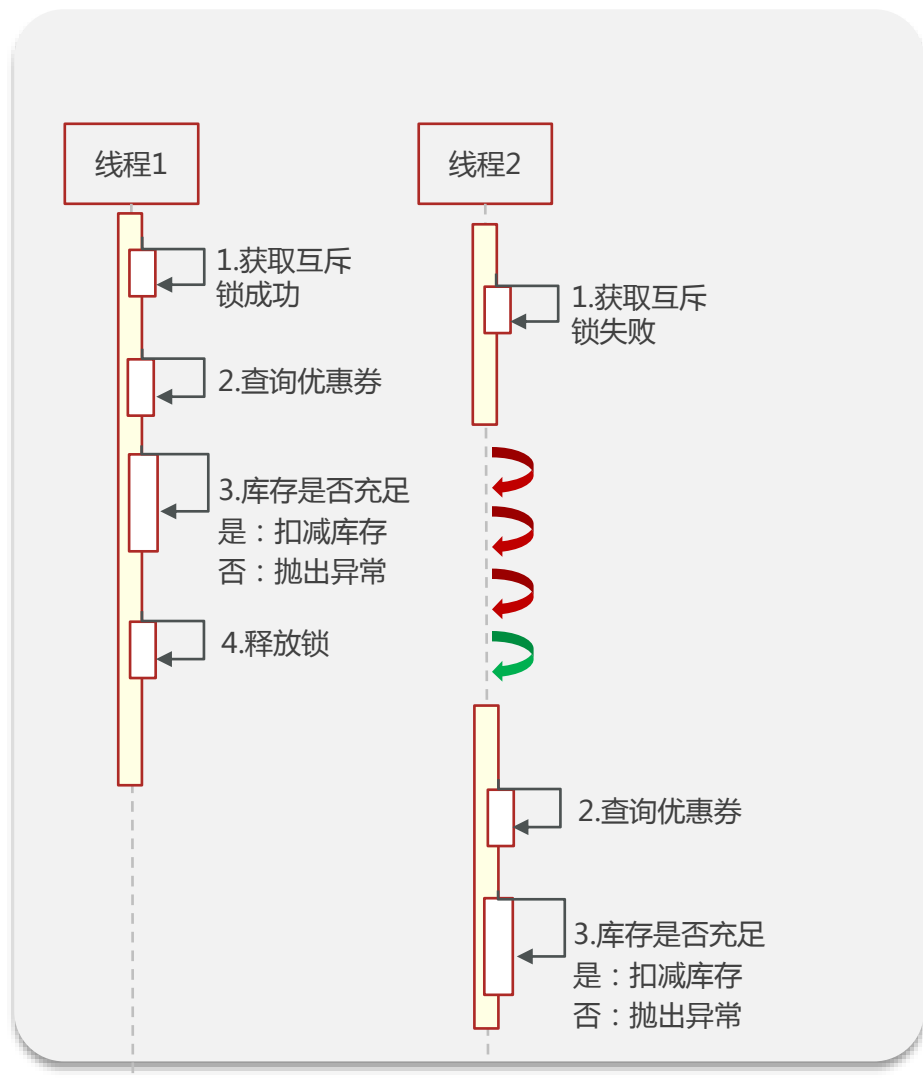 线程1
1.获取互斥
锁成功
2.查询优惠券
3.库存是否充足
是：扣减库存
否：抛出异常
4.释放锁
线程2
1.获取互斥
锁失败
2.查询优惠券
3.库存是否充足
是：扣减库存
否：抛出异常